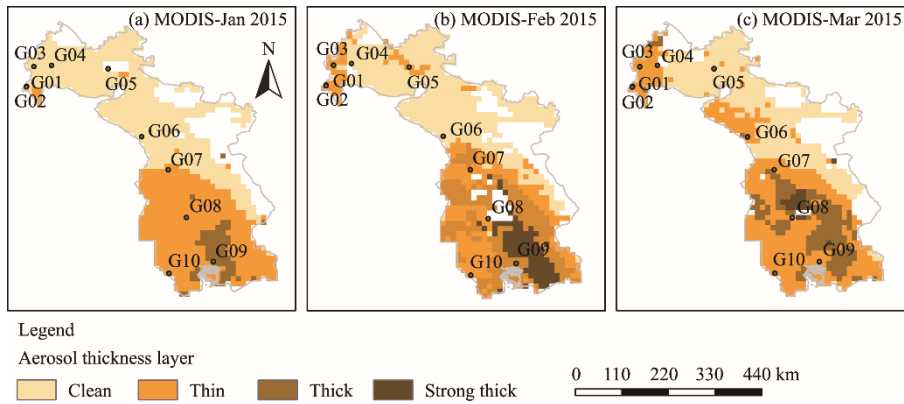 (a) MODIS-Jan 2015
G03
G04
G01
G02
G05
N
G06
G07
G08
G09
G10
(b) MODIS-Feb 2015
G03
G04
G01
G02
G05
G06
G07
G08
G09
G10
(c) MODIS-Mar 2015
G03
G04
G01
G02
G05
G06
G07
G08
G09
G10
Legend
Aerosol thickness layer
Clean Thin Thick Strong thick
0 110 220 330 440 km